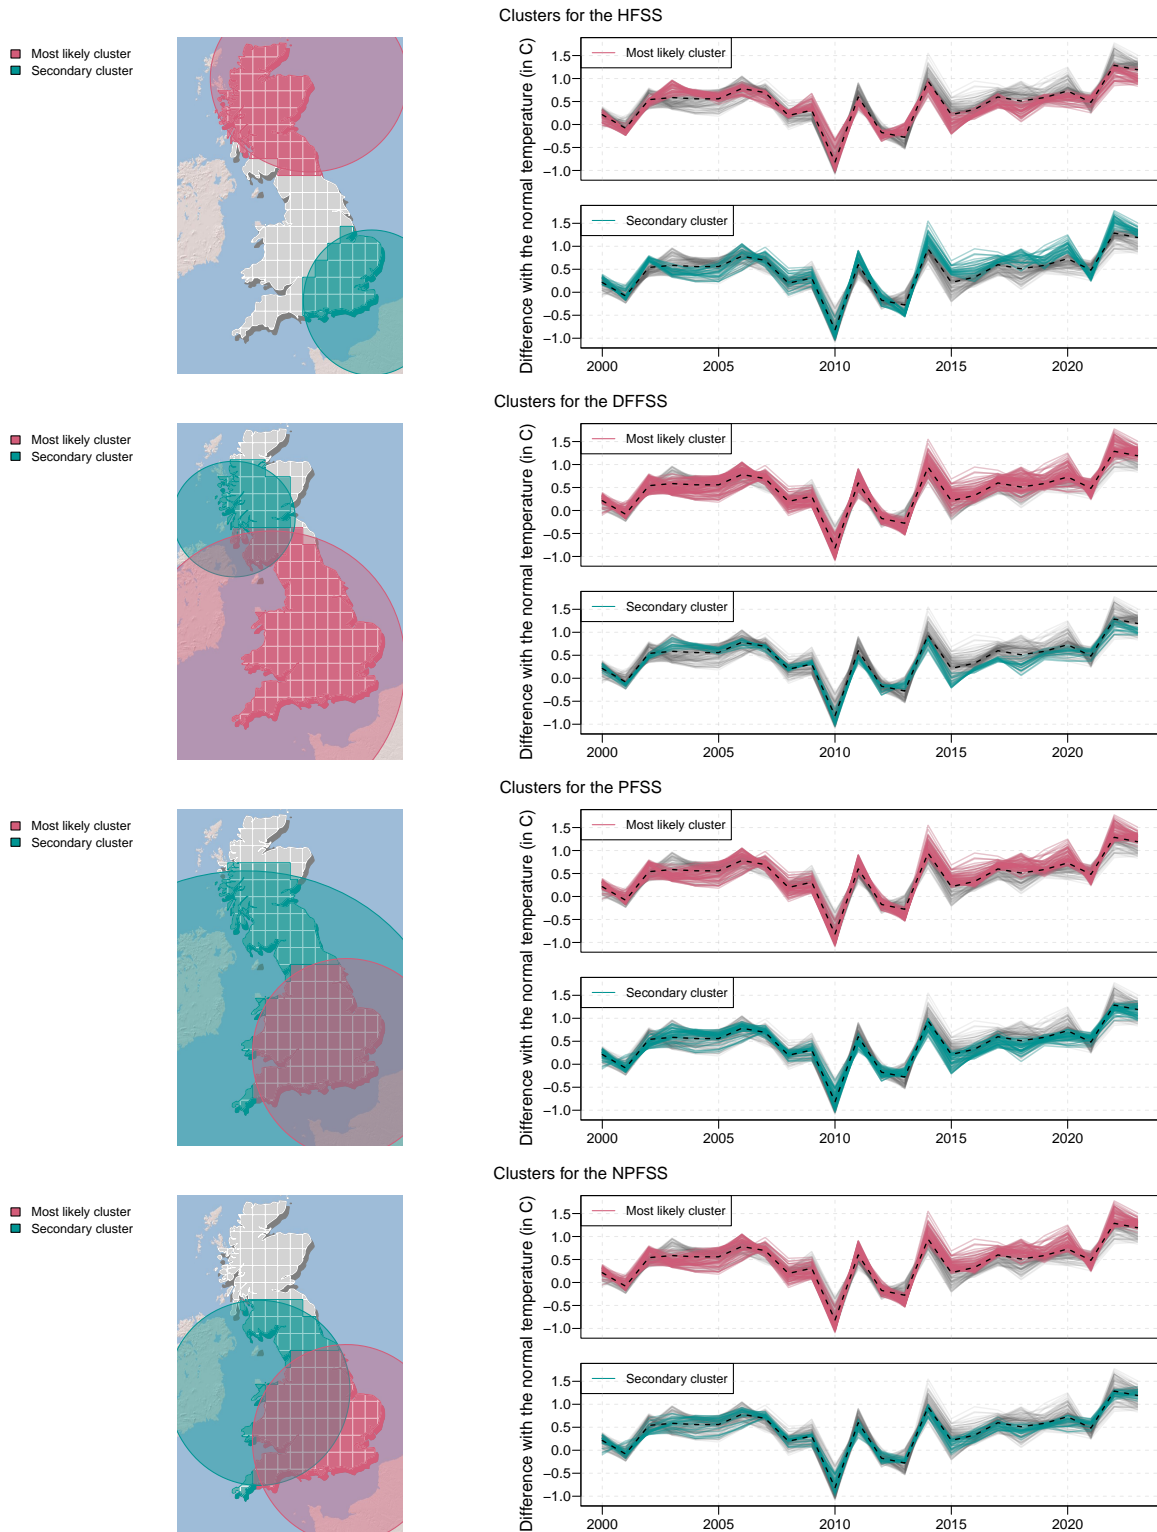 Clusters for the HFSS
Most likely cluster
Secondary cluster
Difference with the normal temperature (in C)
Most likely cluster
1.5
1.0
0.5
0.0
−0.5
−1.0
Secondary cluster
1.5
1.0
0.5
0.0
−0.5
−1.0
2000 2005 2010 2015 2020
Clusters for the DFFSS
Most likely cluster
Secondary cluster
Difference with the normal temperature (in C)
Most likely cluster
1.5
1.0
0.5
0.0
−0.5
−1.0
Secondary cluster
1.5
1.0
0.5
0.0
−0.5
−1.0
2000 2005 2010 2015 2020
Clusters for the PFSS
Most likely cluster
Secondary cluster
Difference with the normal temperature (in C)
Most likely cluster
1.5
1.0
0.5
0.0
−0.5
−1.0
Secondary cluster
1.5
1.0
0.5
0.0
−0.5
−1.0
2000 2005 2010 2015 2020
Clusters for the NPFSS
Most likely cluster
Secondary cluster
Difference with the normal temperature (in C)
Most likely cluster
1.5
1.0
0.5
0.0
−0.5
−1.0
Secondary cluster
1.5
1.0
0.5
0.0
−0.5
−1.0
2000 2005 2010 2015 2020